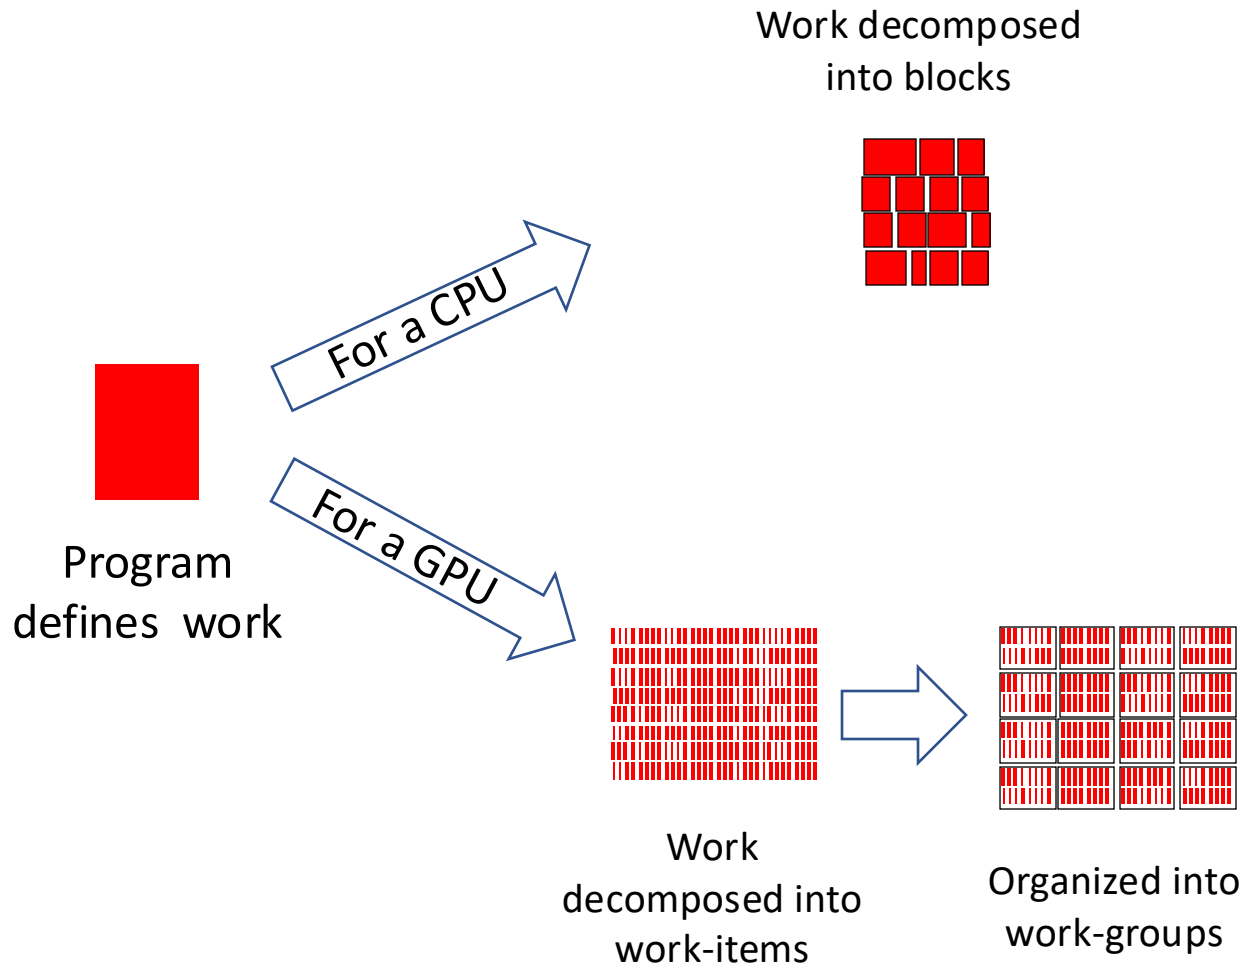 Work decomposed
into blocks
For a CPU
Program
defines  work
For a GPU
Work
decomposed into
work-items
Organized into
work-groups